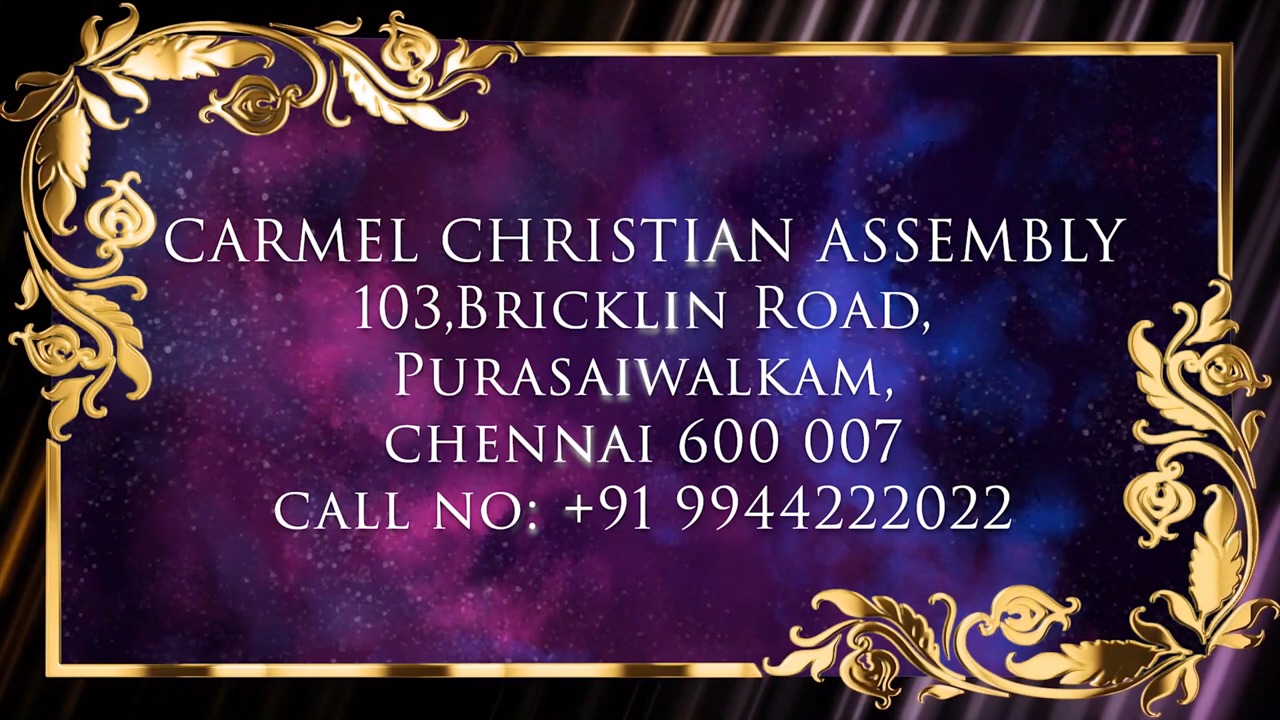 CARMEL CHRISTIAN ASSEMBLY
103,BRICKLIN ROAD,
PURASAIWALKAM,
CHENNAI 600 007
CALL NO: +91 9944222022